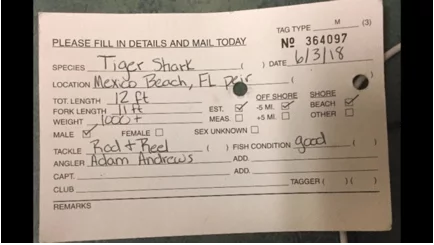 TAG TYPE M (3)
PLEASE FILL IN DETAILS AND MAIL TODAY Nº 364097
SPECIES Tiger Shark ( ) DATE 6/3/18
LOCATION Mexico Beach, FL Peir ( )
TOT. LENGTH 12 ft OFF SHORE SHORE
FORK LENGTH 11 ft EST. -5 MI. BEACH
WEIGHT 1000+ MEAS. +5 MI. OTHER
MALE FEMALE SEX UNKNOWN
TACKLE Rod + Reel ( ) FISH CONDITION good
ANGLER Adam Andrews ADD.
CAPT. ADD.
CLUB TAGGER ( ) ( )
REMARKS